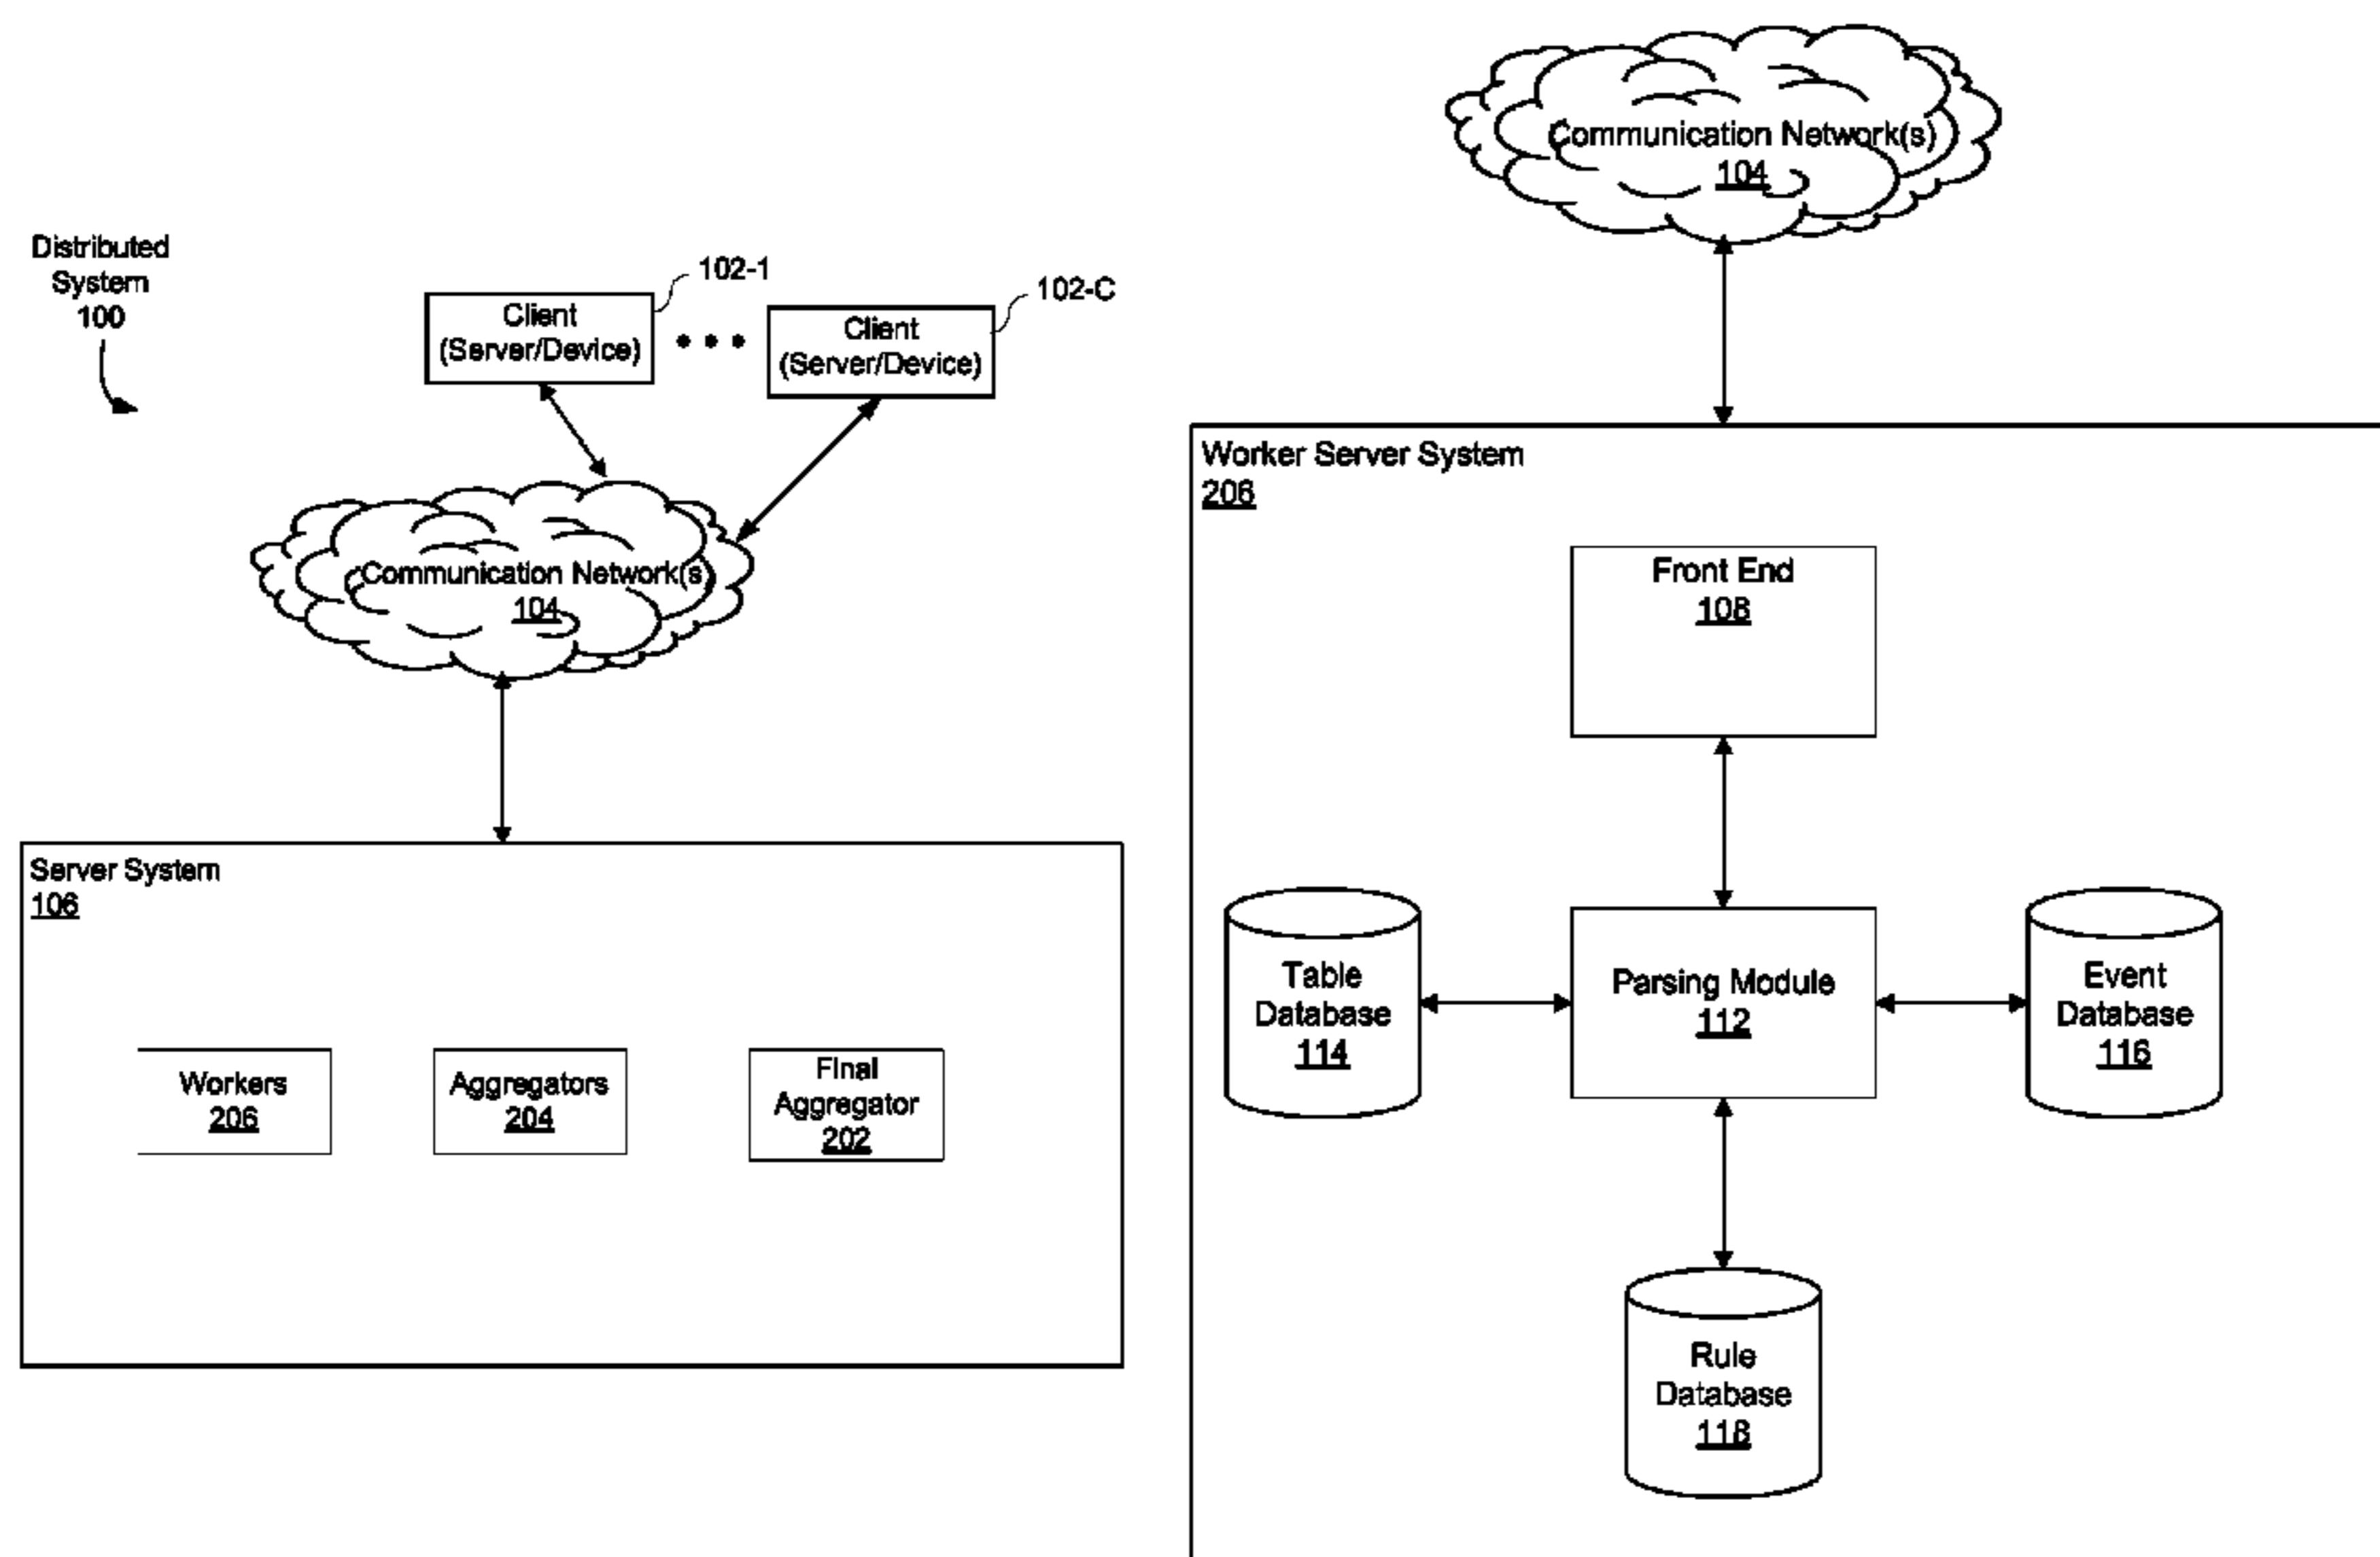 Distributed
System
100
102-1
Client
(Server/Device)
102-C
Client
(Server/Device)
Communication Network(s)
104
Server System
106
Workers
206
Aggregators
204
Final
Aggregator
202
Communication Network(s)
104
Worker Server System
206
Front End
108
Table
Database
114
Parsing Module
112
Event
Database
116
Rule
Database
118